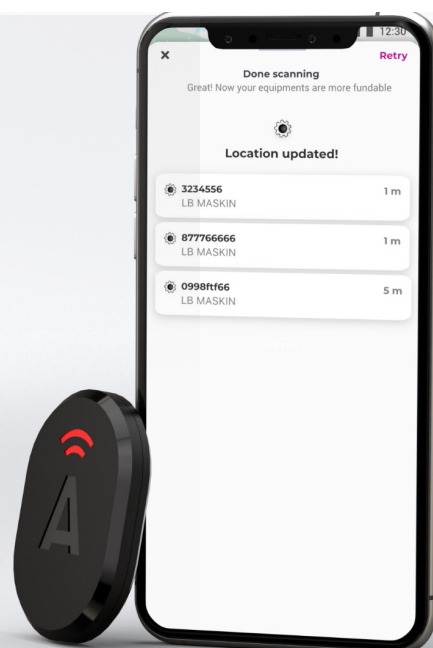 12:30
× Retry
Done scanning
Great! Now your equipments are more fundable
Location updated!
3234556 1 m
LB MASKIN
877766666 1 m
LB MASKIN
0998ftf66 5 m
LB MASKIN
A